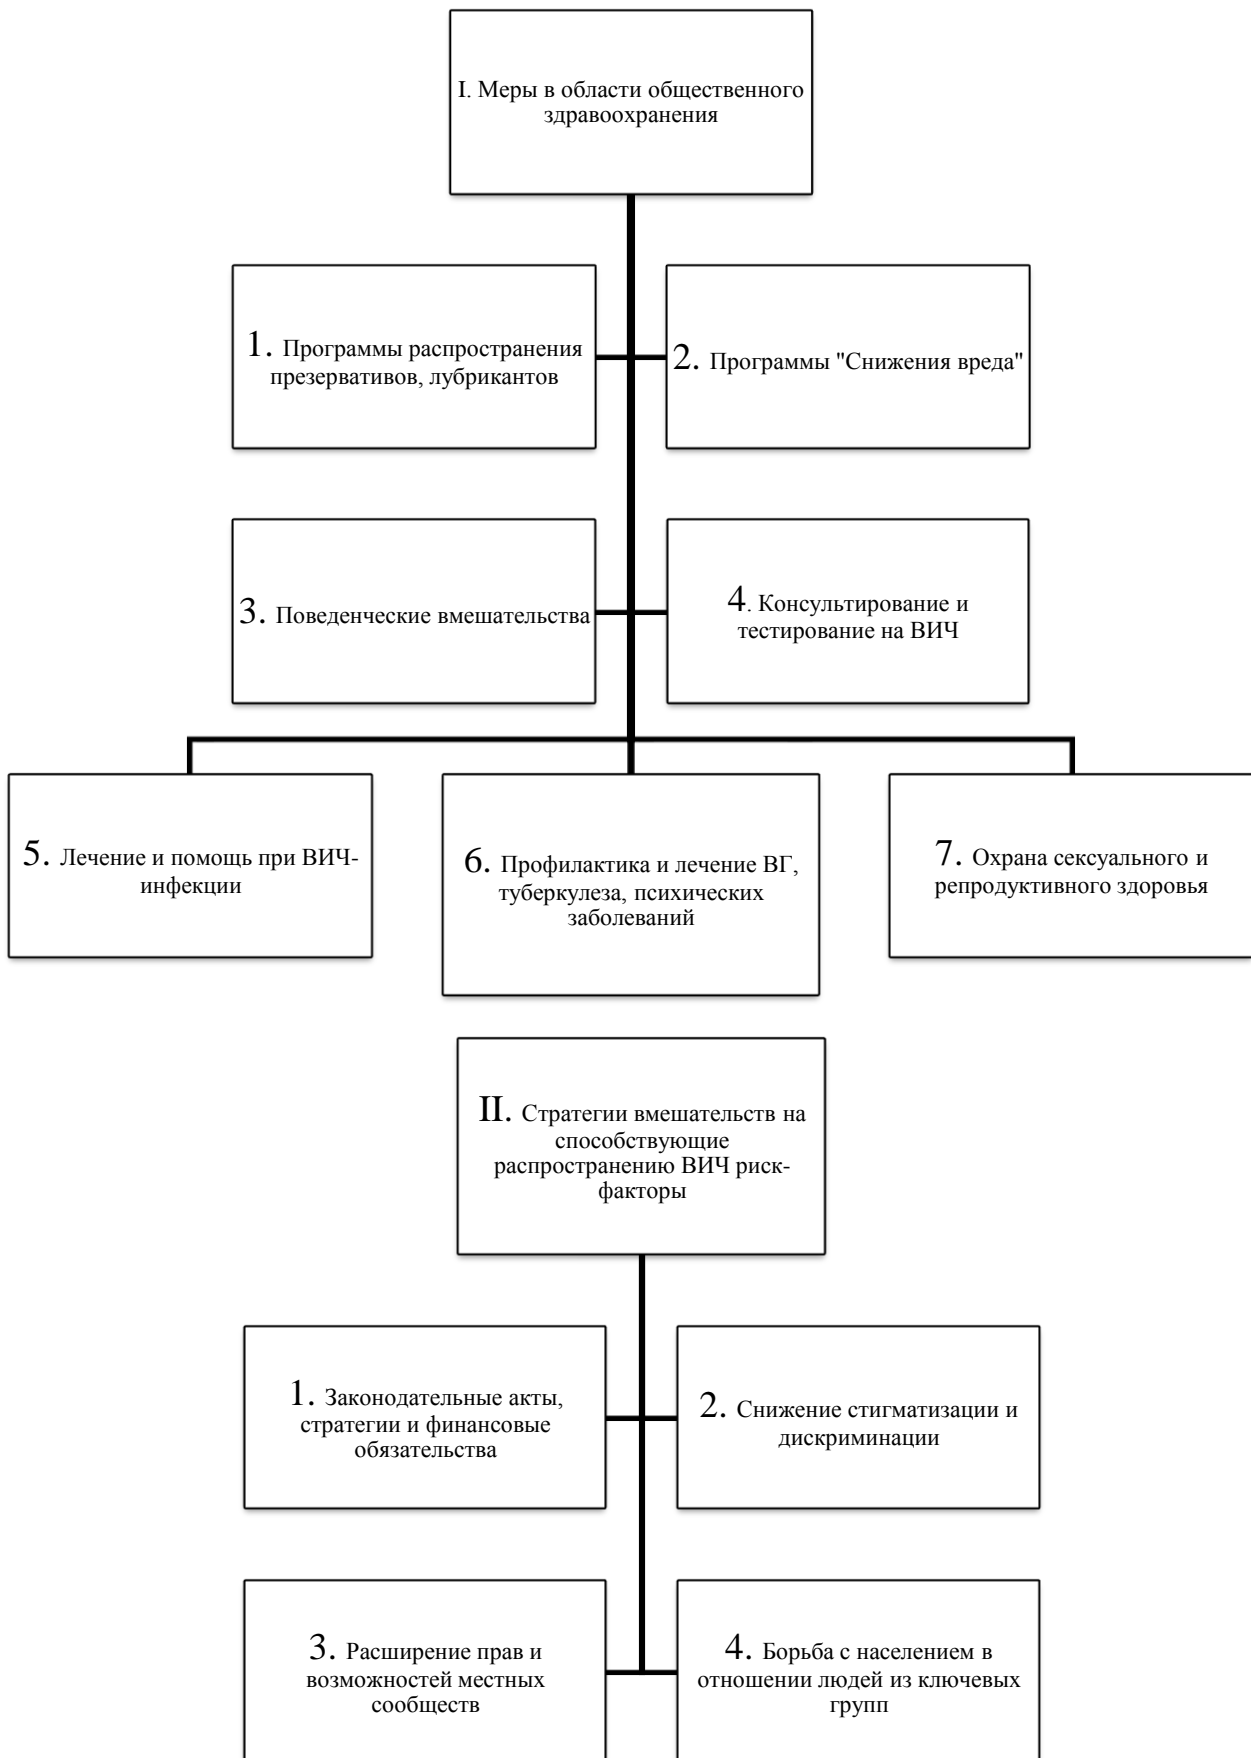 I. Меры в области общественного
здравоохранения
1. Программы распространения
презервативов, лубрикантов
2. Программы "Снижения вреда"
3. Поведенческие вмешательства
4. Консультирование и
тестирование на ВИЧ
5. Лечение и помощь при ВИЧ-
инфекции
6. Профилактика и лечение ВГ,
туберкулеза, психических
заболеваний
7. Охрана сексуального и
репродуктивного здоровья
II. Стратегии вмешательств на
способствующие
распространению ВИЧ риск-
факторы
1. Законодательные акты,
стратегии и финансовые
обязательства
2. Снижение стигматизации и
дискриминации
3. Расширение прав и
возможностей местных
сообществ
4. Борьба с населением в
отношении людей из ключевых
групп